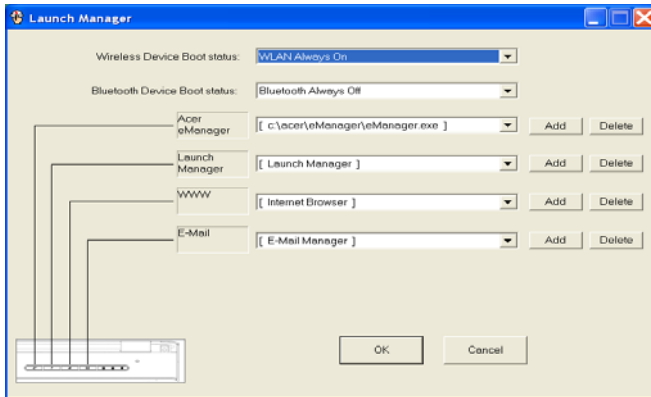 Launch Manager
Wireless Device Boot status: WLAN Always On
Bluetooth Device Boot status: Bluetooth Always Off
Acer
eManager [ c:\acer\eManager\eManager.exe ] Add Delete
Launch
Manager [ Launch Manager ] Add Delete
WWW [ Internet Browser ] Add Delete
E-Mail [ E-Mail Manager ] Add Delete
OK Cancel